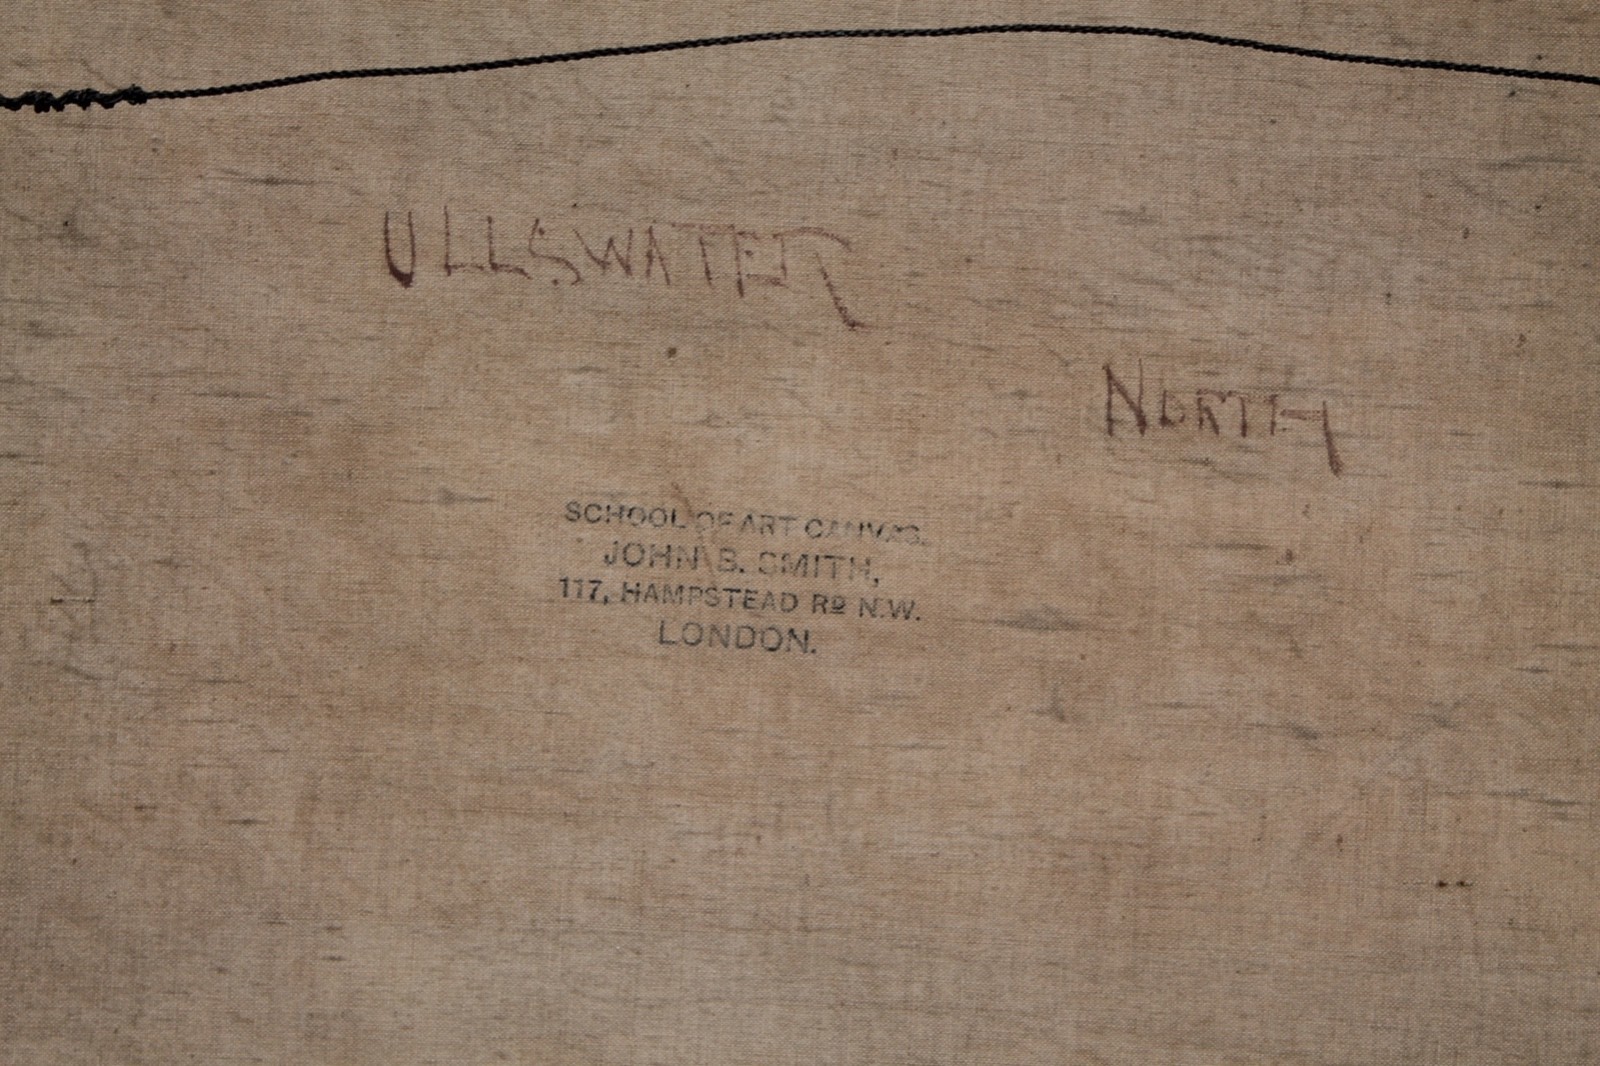 ULLSWATER
NORTH
SCHOOL OF ART CANVAS.
JOHN B. SMITH,
117, HAMPSTEAD Rº N.W.
LONDON.